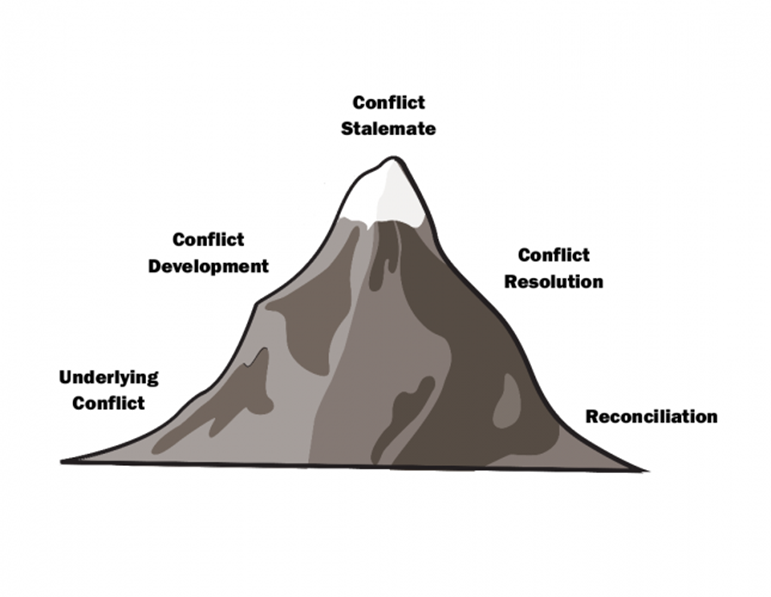 Conflict
Stalemate
Conflict
Development
Conflict
Resolution
Underlying
Conflict
Reconciliation